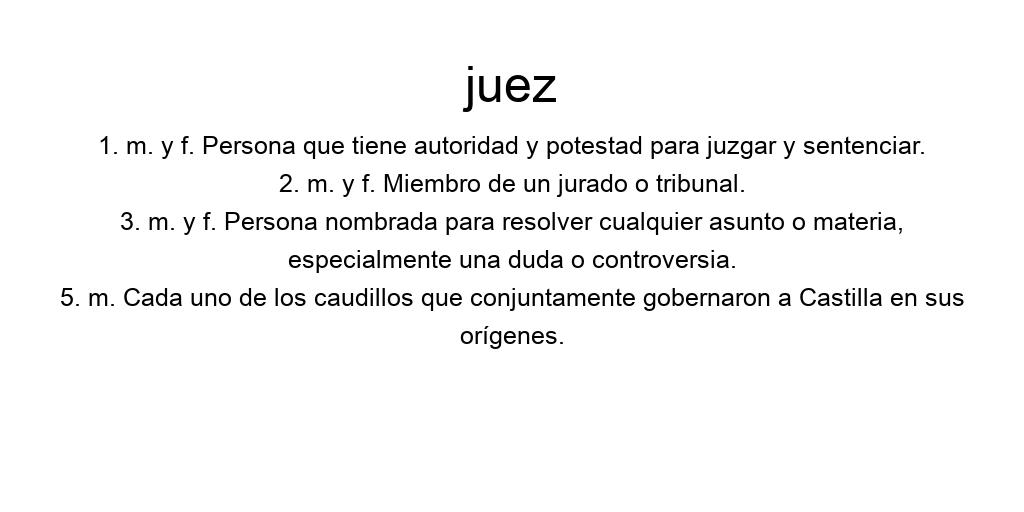 juez
1. m. y f. Persona que tiene autoridad y potestad para juzgar y sentenciar.
2. m. y f. Miembro de un jurado o tribunal.
3. m. y f. Persona nombrada para resolver cualquier asunto o materia,
especialmente una duda o controversia.
5. m. Cada uno de los caudillos que conjuntamente gobernaron a Castilla en sus
orígenes.